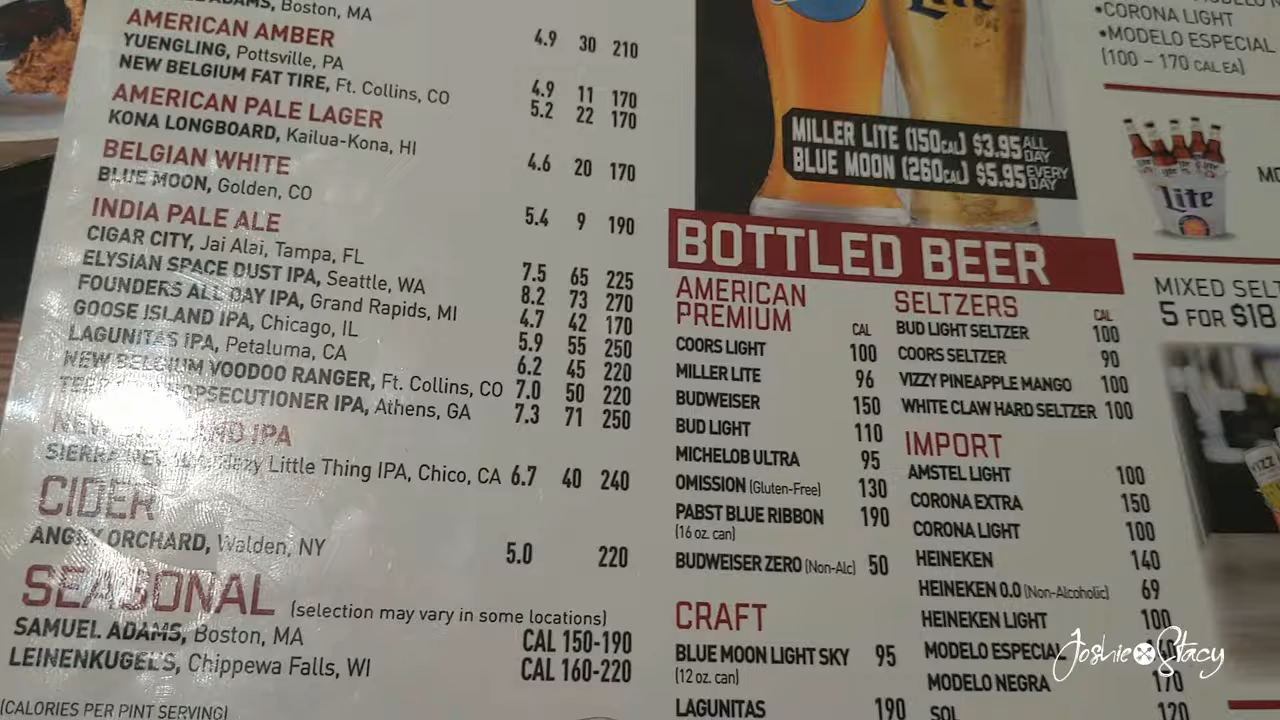 ADAMS, Boston, MA
AMERICAN AMBER 4.9 30 210
YUENGLING, Pottsville, PA
NEW BELGIUM FAT TIRE, Ft. Collins, CO 4.9 11 170
AMERICAN PALE LAGER 5.2 22 170
KONA LONGBOARD, Kailua-Kona, HI
BELGIAN WHITE 4.6 20 170
BLUE MOON, Golden, CO
INDIA PALE ALE 5.4 9 190
CIGAR CITY, Jai Alai, Tampa, FL
ELYSIAN SPACE DUST IPA, Seattle, WA 7.5 65 225
FOUNDERS ALL DAY IPA, Grand Rapids, MI 8.2 73 270
GOOSE ISLAND IPA, Chicago, IL 4.7 42 170
LAGUNITAS IPA, Petaluma, CA 5.9 55 250
6.2 45 220
NEW BELGIUM VOODOO RANGER, Ft. Collins, CO 7.0 50 220
HOPSECUTIONER IPA, Athens, GA 7.3 71 250
NEW ENGLAND IPA
SIERRA NEVADA Hazy Little Thing IPA, Chico, CA 6.7 40 240
CIDER
ANGRY ORCHARD, Walden, NY 5.0 220
SEASONAL (selection may vary in some locations)
SAMUEL ADAMS, Boston, MA CAL 150-190
LEINENKUGEL'S, Chippewa Falls, WI CAL 160-220
(CALORIES PER PINT SERVING)
Lite
MILLER LITE (150CAL) $3.95 ALL DAY
BLUE MOON (260CAL) $5.95 EVERY DAY
BOTTLED BEER
AMERICAN
PREMIUM CAL
COORS LIGHT 100
MILLER LITE 96
BUDWEISER 150
BUD LIGHT 110
MICHELOB ULTRA 95
OMISSION (Gluten-Free) 130
PABST BLUE RIBBON 190
(16 oz. can)
BUDWEISER ZERO (Non-Alc) 50
CRAFT
BLUE MOON LIGHT SKY 95
(12 oz. can)
LAGUNITAS 190
SELTZERS CAL
BUD LIGHT SELTZER 100
COORS SELTZER 90
VIZZY PINEAPPLE MANGO 100
WHITE CLAW HARD SELTZER 100
IMPORT
AMSTEL LIGHT 100
CORONA EXTRA 150
CORONA LIGHT 100
HEINEKEN 140
HEINEKEN 0.0 (Non-Alcoholic) 69
HEINEKEN LIGHT 100
MODELO ESPECIAL 140
MODELO NEGRA 170
SOL 120
•CORONA LIGHT
•MODELO ESPECIAL
(100 – 170 CAL EA)
Lite
MIXED SELT
5 FOR $18
Joshie Stacy